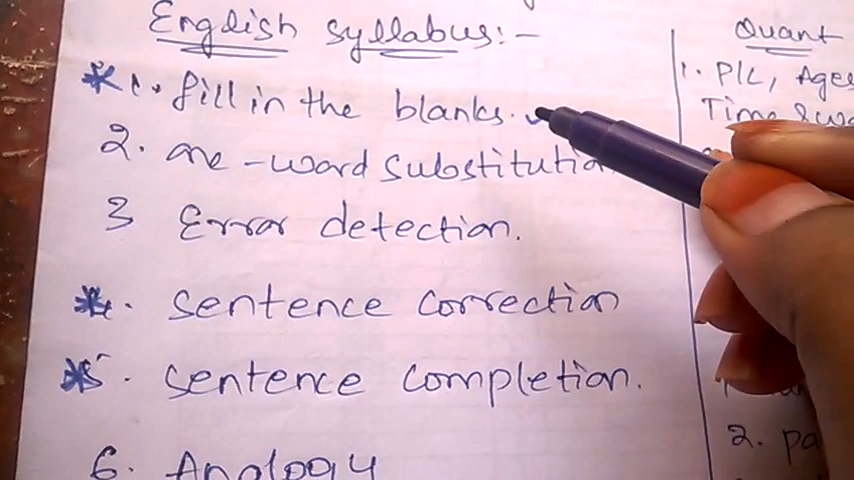 English syllabus:-
* 1. fill in the blanks.
2. one-word substitution
3 Error detection.
*4. sentence correction
*5. sentence completion.
6. Analogy
Quant
1. P/L, Ages
Time &
2.